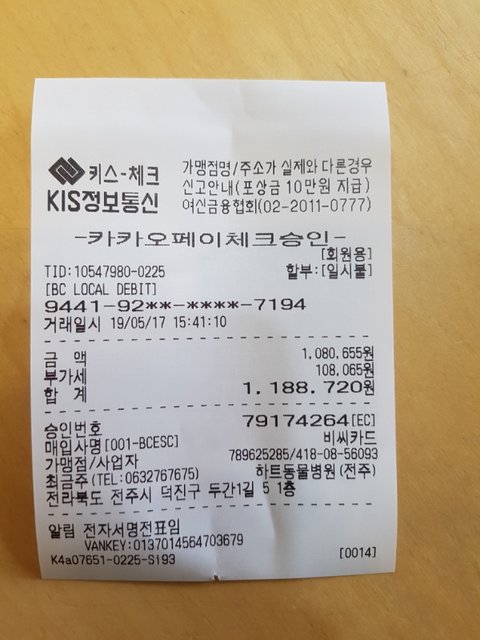 키스-체크
KIS정보통신
가맹점명/주소가 실제와 다른경우
신고안내(포상금 10만원 지급)
여신금융협회(02-2011-0777)
-카카오페이체크승인-
[회원용]
TID:10547980-0225 할부:[일시불]
[BC LOCAL DEBIT]
9441-92**-****-7194
거래일시 19/05/17 15:41:10
금 액 1,080,655원
부가세 108,065원
합 계 1,188,720원
승인번호 79174264[EC]
매입사명[001-BCESC] 비씨카드
가맹점/사업자 789625285/418-08-56093
최금주(TEL:0632767675) 하트동물병원(전주)
전라북도 전주시 덕진구 두간1길 5 1층
알림 전자서명전표임
VANKEY:0137014564703679
K4a07651-0225-Si93 [0014]